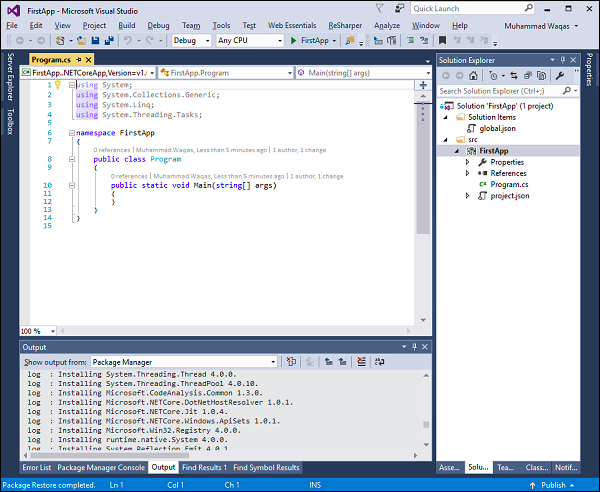 FirstApp - Microsoft Visual Studio
Quick Launch (Ctrl+Q)
File Edit View Project Build Debug Team Tools Test Web Essentials ReSharper Analyze Window Help Muhammad Waqas
Debug Any CPU FirstApp
Server Explorer
Toolbox
Program.cs
FirstApp..NETCoreApp,Version=v1. FirstApp.Program Main(string[] args)
1 using System;
2 using System.Collections.Generic;
3 using System.Linq;
4 using System.Threading.Tasks;
5
6 namespace FirstApp
7 {
0 references | Muhammad.Waqas, Less than 5 minutes ago | 1 author, 1 change
8 public class Program
9 {
0 references | Muhammad.Waqas, Less than 5 minutes ago | 1 author, 1 change
10 public static void Main(string[] args)
11 {
12 }
13 }
14 }
15
100 %
Output
Show output from: Package Manager
log : Installing System.Threading.Thread 4.0.0.
log : Installing System.Threading.ThreadPool 4.0.10.
log : Installing Microsoft.CodeAnalysis.Common 1.3.0.
log : Installing Microsoft.NETCore.DotNetHostResolver 1.0.1.
log : Installing Microsoft.NETCore.Jit 1.0.4.
log : Installing Microsoft.NETCore.Windows.ApiSets 1.0.1.
log : Installing Microsoft.Win32.Registry 4.0.0.
log : Installing runtime.native.System 4.0.0.
log : Installing System.Reflection.Emit 4.0.1.
Error List Package Manager Console Output Find Results 1 Find Symbol Results
Solution Explorer
Search Solution Explorer (Ctrl+;)
Solution 'FirstApp' (1 project)
Solution Items
global.json
src
FirstApp
Properties
References
C# Program.cs
project.json
Asse... Solu... Tea... Class... Notif...
Properties
Package Restore completed. Ln 1 Col 1 Ch 1 INS Publish